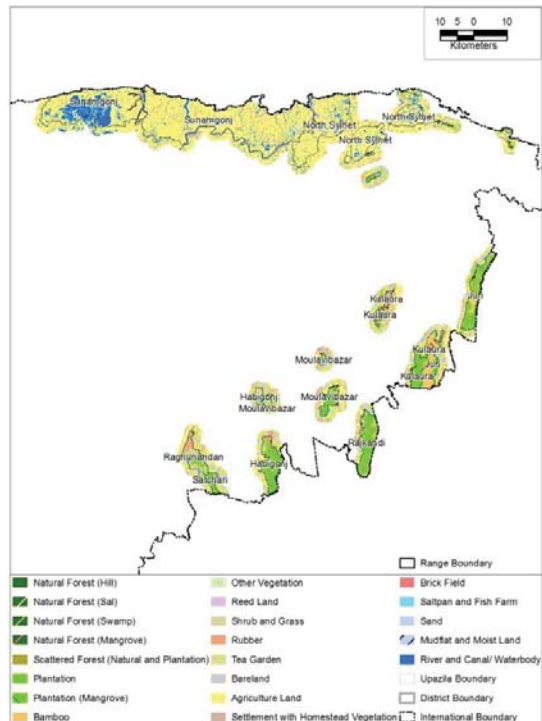 10 5 0 10
Kilometers
Sunamgonj
Sunamgonj
North Sylhet
North Sylhet
North Sylhet
Juri
Kulaura
Kulaura
Kulaura
Juri
Kulaura
Moulavibazar
Habigonj
Moulavibazar
Moulavibazar
Rajkandi
Raghunandan
Satchari
Habigonj
Range Boundary
Natural Forest (Hill)
Other Vegetation
Brick Field
Natural Forest (Sal)
Reed Land
Saltpan and Fish Farm
Natural Forest (Swamp)
Shrub and Grass
Sand
Natural Forest (Mangrove)
Rubber
Mudflat and Moist Land
Scattered Forest (Natural and Plantation)
Tea Garden
River and Canal/ Waterbody
Plantation
Bareland
Upazila Boundary
Plantation (Mangrove)
Agriculture Land
District Boundary
Bamboo
Settlement with Homestead Vegetation
International Boundary